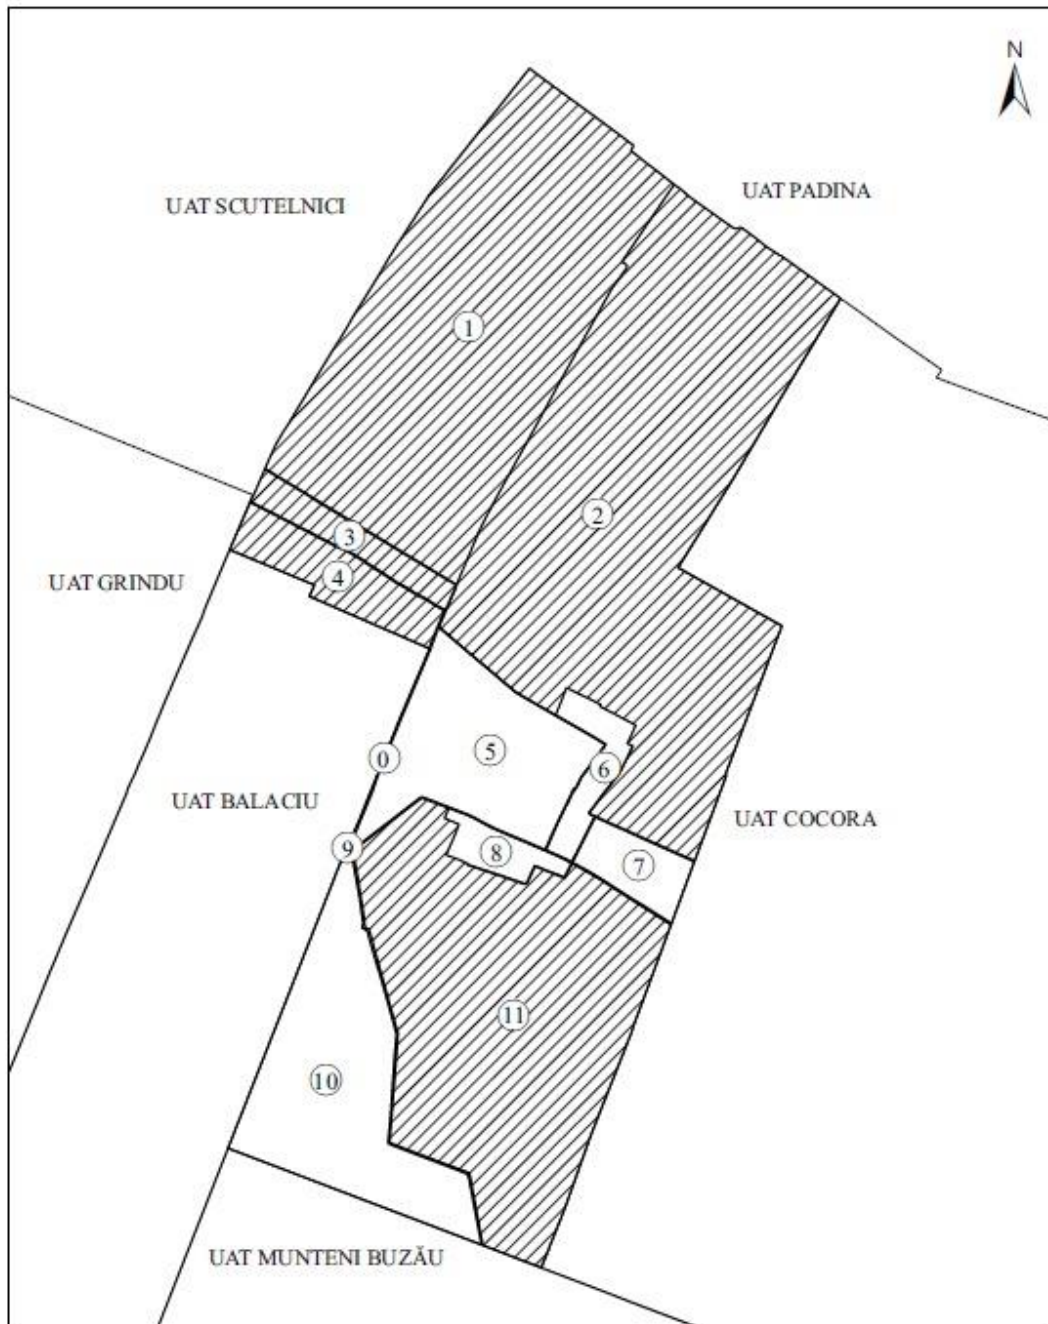 N
UAT PADINA
UAT SCUTELNICI
1
2
3
4
UAT GRINDU
5
0
6
UAT BALACIU
UAT COCORA
9
8
7
11
10
UAT MUNTENI BUZĂU